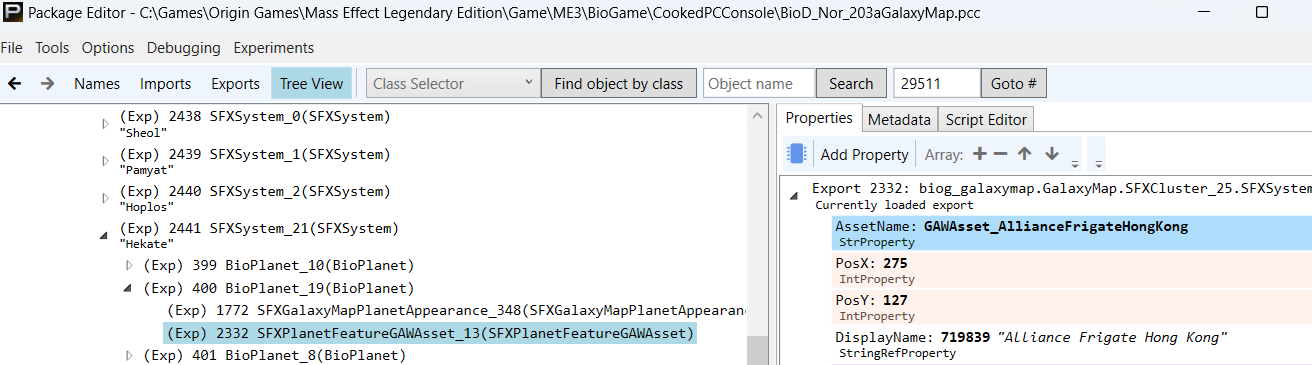 Package Editor - C:\Games\Origin Games\Mass Effect Legendary Edition\Game\ME3\BioGame\CookedPCConsole\BioD_Nor_203aGalaxyMap.pcc
File Tools Options Debugging Experiments
Names Imports Exports Tree View Class Selector Find object by class Object name Search 29511 Goto #
(Exp) 2438 SFXSystem_0(SFXSystem)
"Sheol"
(Exp) 2439 SFXSystem_1(SFXSystem)
"Pamyat"
(Exp) 2440 SFXSystem_2(SFXSystem)
"Hoplos"
(Exp) 2441 SFXSystem_21(SFXSystem)
"Hekate"
(Exp) 399 BioPlanet_10(BioPlanet)
(Exp) 400 BioPlanet_19(BioPlanet)
(Exp) 1772 SFXGalaxyMapPlanetAppearance_348(SFXGalaxyMapPlanetAppearanc
(Exp) 2332 SFXPlanetFeatureGAWAsset_13(SFXPlanetFeatureGAWAsset)
(Exp) 401 BioPlanet_8(BioPlanet)
Properties Metadata Script Editor
Add Property Array:
Export 2332: biog_galaxymap.GalaxyMap.SFXCluster_25.SFXSystem
Currently loaded export
AssetName: GAWAsset_AllianceFrigateHongKong
StrProperty
PosX: 275
IntProperty
PosY: 127
IntProperty
DisplayName: 719839 "Alliance Frigate Hong Kong"
StringRefProperty